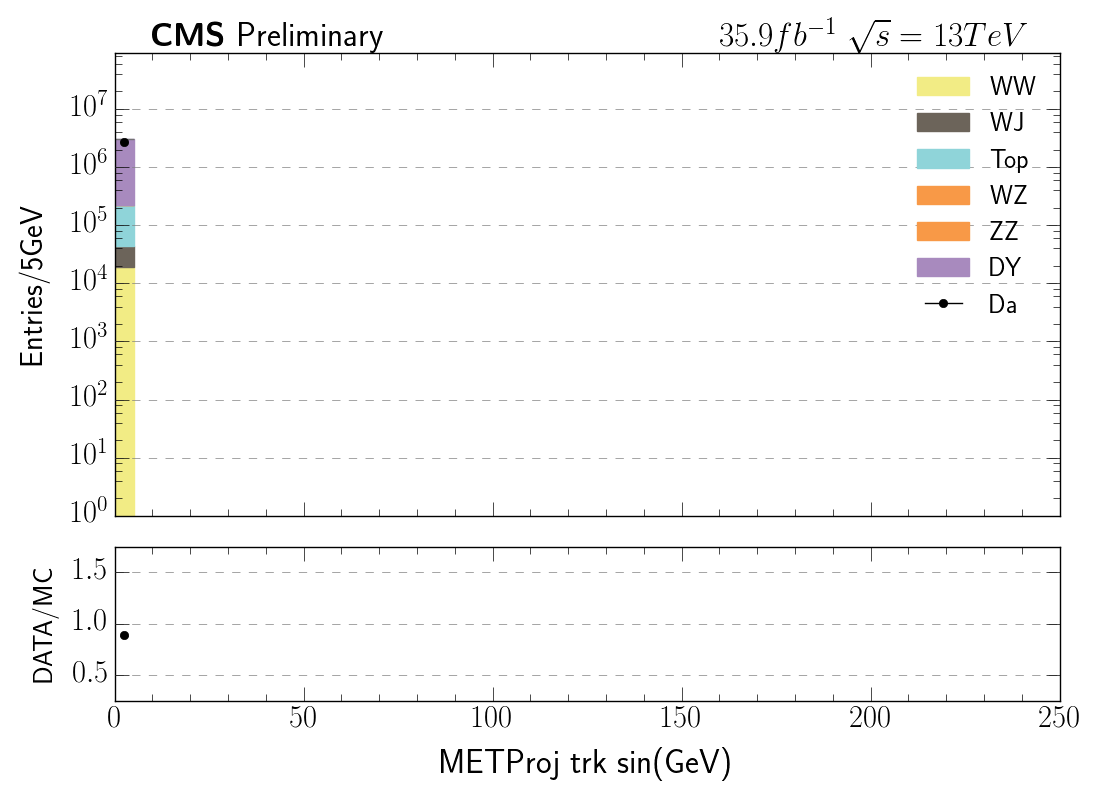 CMS Preliminary 35.9fb⁻¹ √s = 13TeV
WW
WJ
Top
WZ
ZZ
DY
Da
Entries/5GeV
10⁷
10⁶
10⁵
10⁴
10³
10²
10¹
10⁰
DATA/MC
1.5
1.0
0.5
0 50 100 150 200 250
METProj trk sin(GeV)